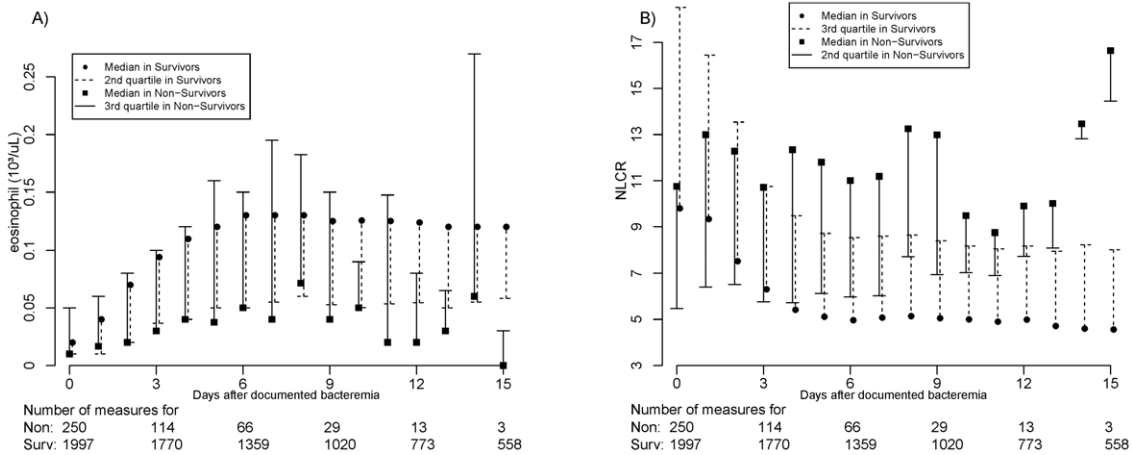 A)
Median in Survivors
2nd quartile in Survivors
Median in Non−Survivors
3rd quartile in Non−Survivors
eosinophil (10³/uL)
0.25
0.2
0.15
0.1
0.05
0
0 3 6 9 12 15
Days after documented bacteremia
Number of measures for
Non: 250 114 66 29 13 3
Surv: 1997 1770 1359 1020 773 558
B)
Median in Survivors
3rd quartile in Survivors
Median in Non−Survivors
2nd quartile in Non−Survivors
NLCR
17
15
13
11
9
7
5
3
0 3 6 9 12 15
Days after documented bacteremia
Number of measures for
Non: 250 114 66 29 13 3
Surv: 1997 1770 1359 1020 773 558